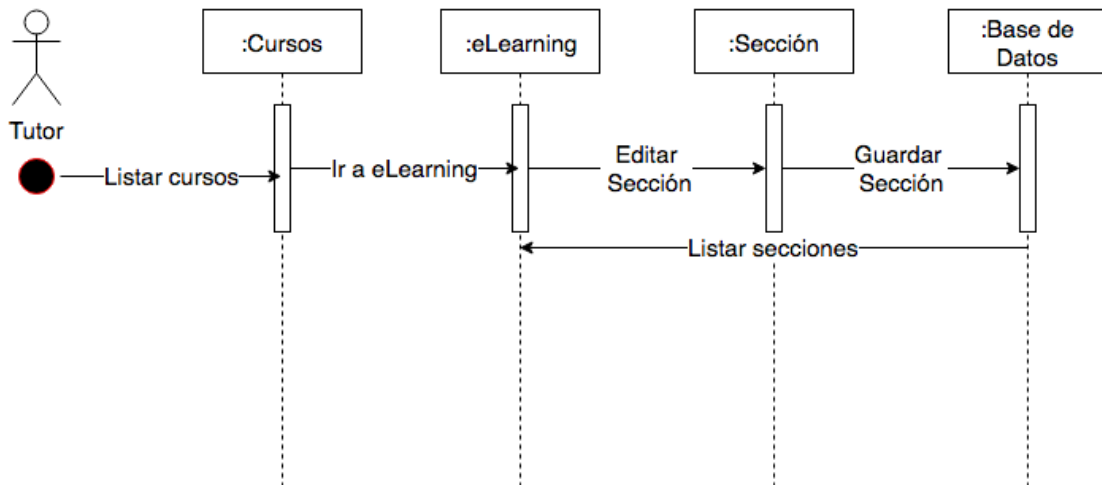 :Cursos
:eLearning
:Sección
:Base de
Datos
Tutor
Listar cursos
Ir a eLearning
Editar
Sección
Guardar
Sección
Listar secciones